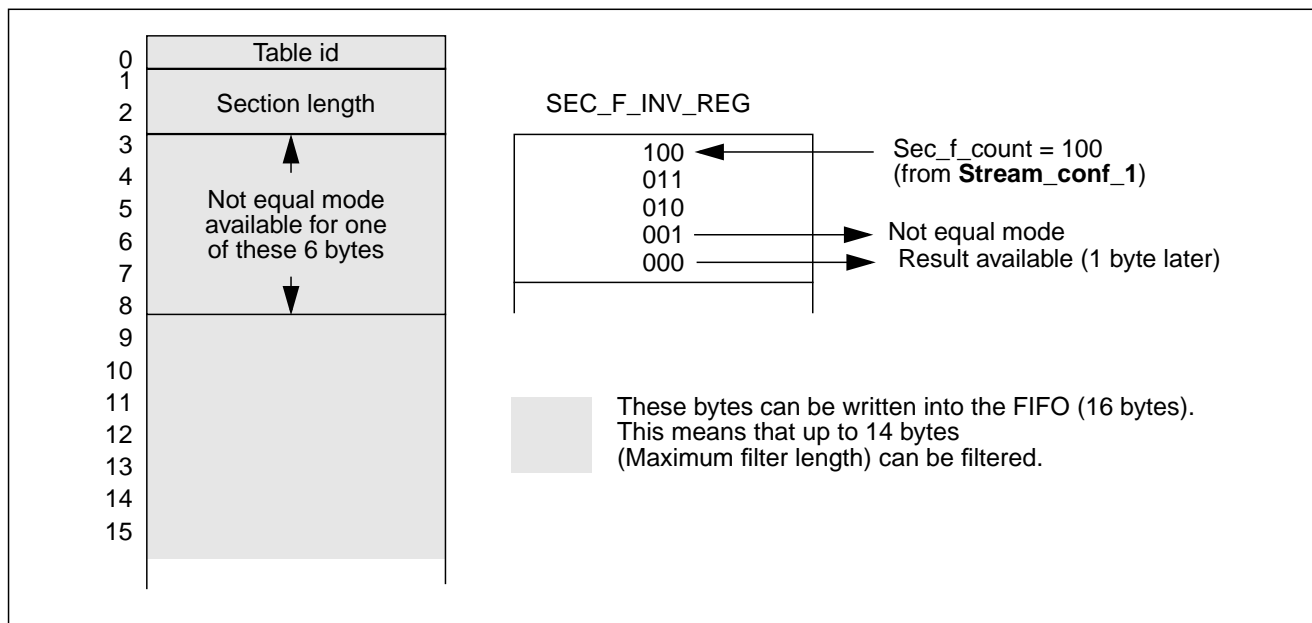 0
Table id
1
2
Section length
SEC_F_INV_REG
3
100
Sec_f_count = 100
(from Stream_conf_1)
4
011
5
Not equal mode
available for one
of these 6 bytes
010
6
001
Not equal mode
7
000
Result available (1 byte later)
8
9
10
11
12
13
14
15
These bytes can be written into the FIFO (16 bytes).
This means that up to 14 bytes
(Maximum filter length) can be filtered.